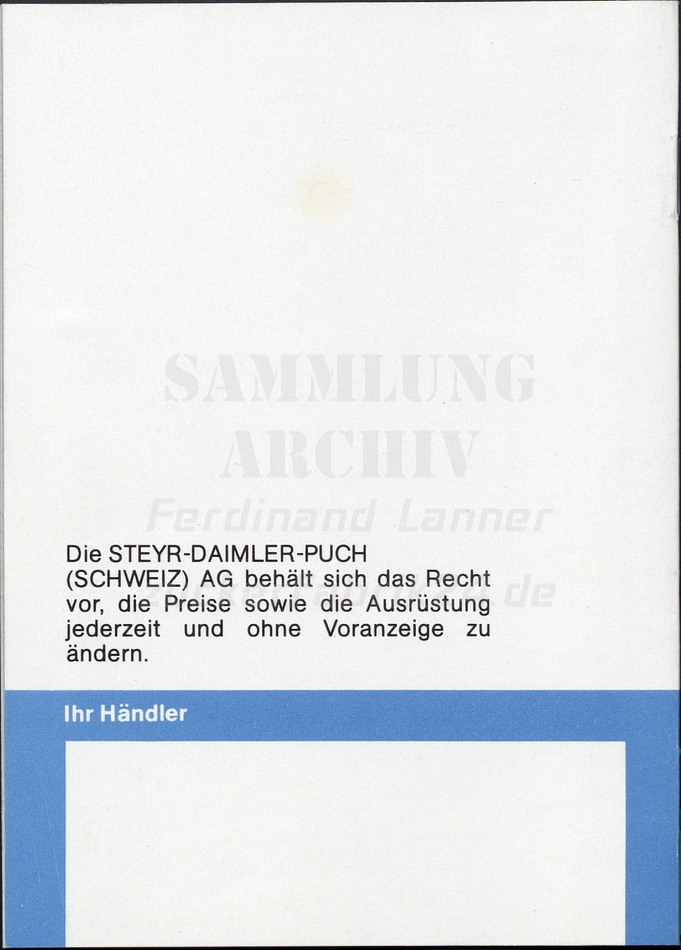 SAMMLUNG
ARCHIV
Ferdinand Lanner
Die STEYR-DAIMLER-PUCH
(SCHWEIZ) AG behält sich das Recht
vor, die Preise sowie die Ausrüstung
jederzeit und ohne Voranzeige zu
ändern.
Ihr Händler